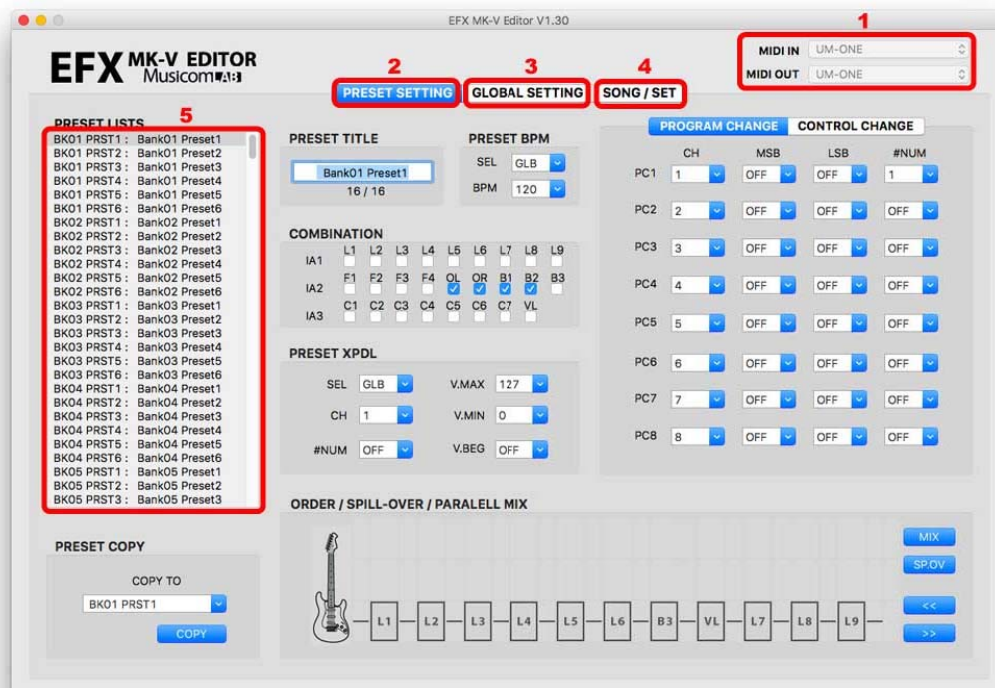 EFX MK-V Editor V1.30
EFX MK-V EDITOR
MusicomLAB
1
MIDI IN UM-ONE
MIDI OUT UM-ONE
2 3 4
PRESET SETTING GLOBAL SETTING SONG / SET
5
PRESET LISTS
BK01 PRST1 : Bank01 Preset1
BK01 PRST2 : Bank01 Preset2
BK01 PRST3 : Bank01 Preset3
BK01 PRST4 : Bank01 Preset4
BK01 PRST5 : Bank01 Preset5
BK01 PRST6 : Bank01 Preset6
BK02 PRST1 : Bank02 Preset1
BK02 PRST2 : Bank02 Preset2
BK02 PRST3 : Bank02 Preset3
BK02 PRST4 : Bank02 Preset4
BK02 PRST5 : Bank02 Preset5
BK02 PRST6 : Bank02 Preset6
BK03 PRST1 : Bank03 Preset1
BK03 PRST2 : Bank03 Preset2
BK03 PRST3 : Bank03 Preset3
BK03 PRST4 : Bank03 Preset4
BK03 PRST5 : Bank03 Preset5
BK03 PRST6 : Bank03 Preset6
BK04 PRST1 : Bank04 Preset1
BK04 PRST2 : Bank04 Preset2
BK04 PRST3 : Bank04 Preset3
BK04 PRST4 : Bank04 Preset4
BK04 PRST5 : Bank04 Preset5
BK04 PRST6 : Bank04 Preset6
BK05 PRST1 : Bank05 Preset1
BK05 PRST2 : Bank05 Preset2
BK05 PRST3 : Bank05 Preset3
PRESET COPY
COPY TO
BK01 PRST1
COPY
PRESET TITLE
Bank01 Preset1
16 / 16
PRESET BPM
SEL GLB
BPM 120
COMBINATION
L1 L2 L3 L4 L5 L6 L7 L8 L9
IA1
F1 F2 F3 F4 OL OR B1 B2 B3
IA2
C1 C2 C3 C4 C5 C6 C7 VL
IA3
PRESET XPDL
SEL GLB V.MAX 127
CH 1 V.MIN 0
#NUM OFF V.BEG OFF
PROGRAM CHANGE CONTROL CHANGE
CH MSB LSB #NUM
PC1 1 OFF OFF 1
PC2 2 OFF OFF OFF
PC3 3 OFF OFF OFF
PC4 4 OFF OFF OFF
PC5 5 OFF OFF OFF
PC6 6 OFF OFF OFF
PC7 7 OFF OFF OFF
PC8 8 OFF OFF OFF
ORDER / SPILL-OVER / PARALELL MIX
MIX
SP.OV
<<
>>
L1 L2 L3 L4 L5 L6 B3 VL L7 L8 L9